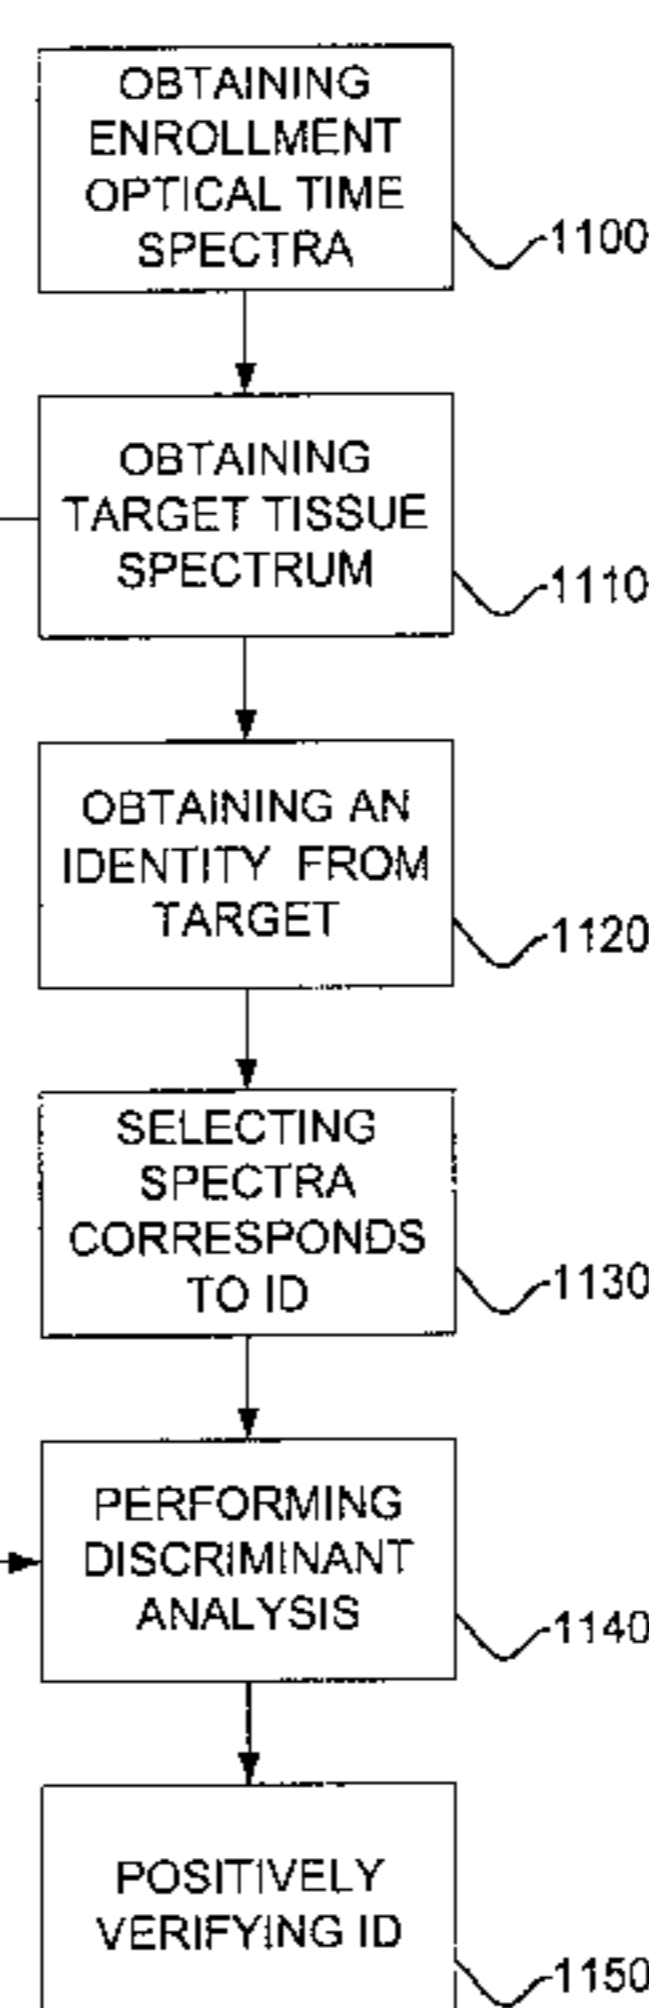 OBTAINING
ENROLLMENT
OPTICAL TIME
SPECTRA
1100
OBTAINING
TARGET TISSUE
SPECTRUM
1110
OBTAINING AN
IDENTITY FROM
TARGET
1120
SELECTING
SPECTRA
CORRESPONDS
TO ID
1130
PERFORMING
DISCRIMINANT
ANALYSIS
1140
POSITIVELY
VERIFYING ID
1150